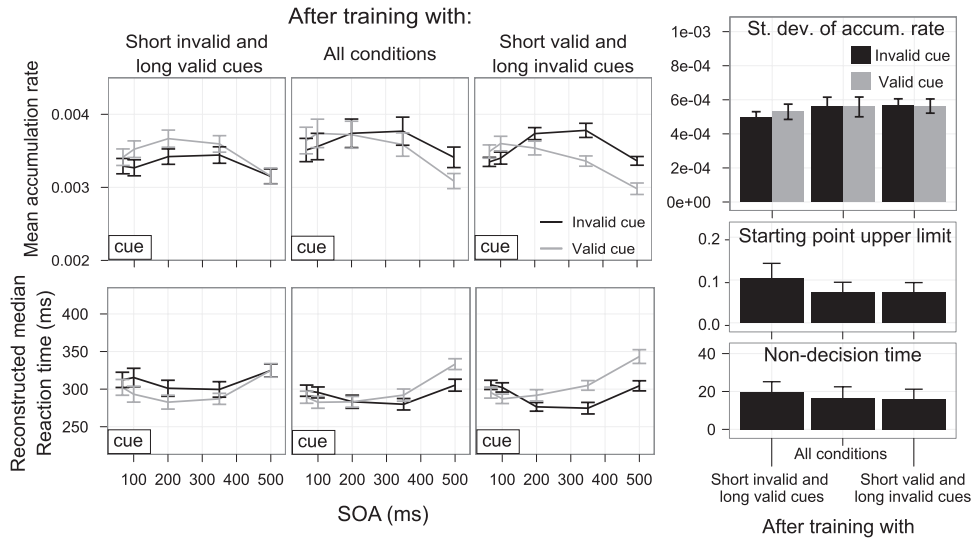 After training with:
Short invalid and
long valid cues
All conditions
Short valid and
long invalid cues
Mean accumulation rate
0.004
0.003
0.002
cue
cue
cue
Invalid cue
Valid cue
Reconstructed median
Reaction time (ms)
400
350
300
250
cue
cue
cue
100 200 300 400 500
100 200 300 400 500
100 200 300 400 500
SOA (ms)
St. dev. of accum. rate
1e-03
8e-04
6e-04
4e-04
2e-04
0e+00
Invalid cue
Valid cue
Starting point upper limit
0.2
0.1
0.0
Non-decision time
40
20
0
All conditions
Short invalid and
long valid cues
Short valid and
long invalid cues
After training with